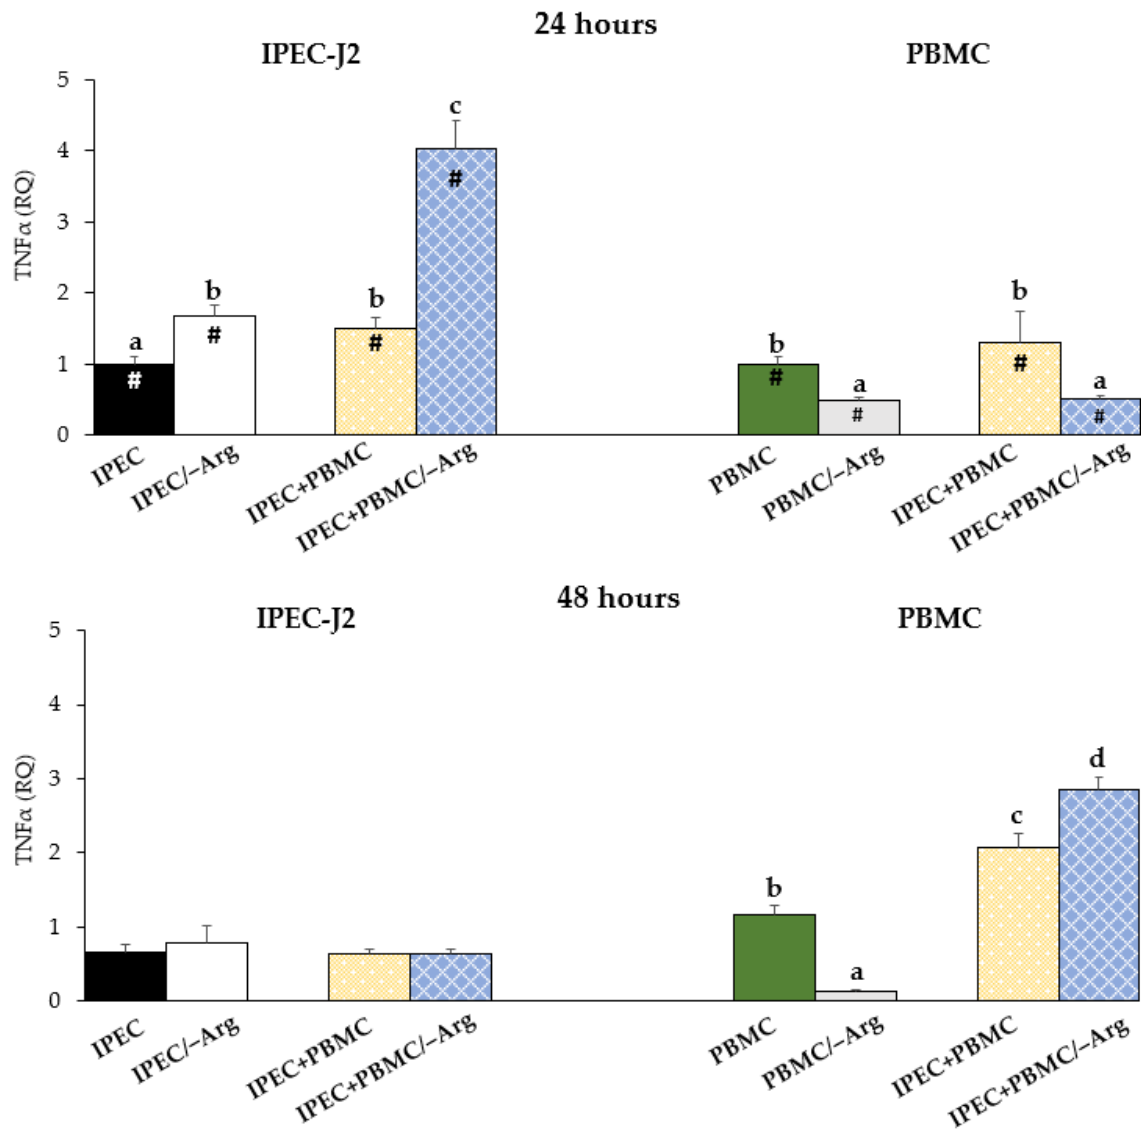 24 hours
IPEC-J2 PBMC
TNFα (RQ)
5
4
3
2
1
0
a
#
b
#
b
#
c
#
b
#
a
#
b
#
a
#
IPEC
IPEC/–Arg
IPEC+PBMC
IPEC+PBMC/–Arg
PBMC
PBMC/–Arg
IPEC+PBMC
IPEC+PBMC/–Arg
48 hours
IPEC-J2 PBMC
TNFα (RQ)
5
4
3
2
1
0
b
a
c
d
IPEC
IPEC/–Arg
IPEC+PBMC
IPEC+PBMC/–Arg
PBMC
PBMC/–Arg
IPEC+PBMC
IPEC+PBMC/–Arg